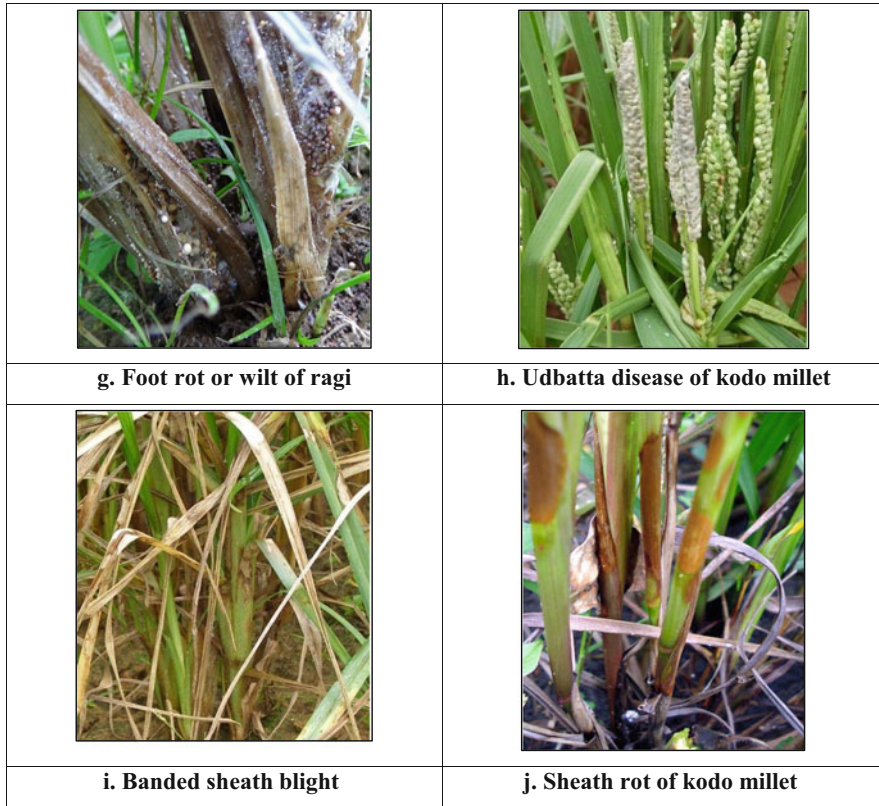 g. Foot rot or wilt of ragi
h. Udbatta disease of kodo millet
i. Banded sheath blight
j. Sheath rot of kodo millet